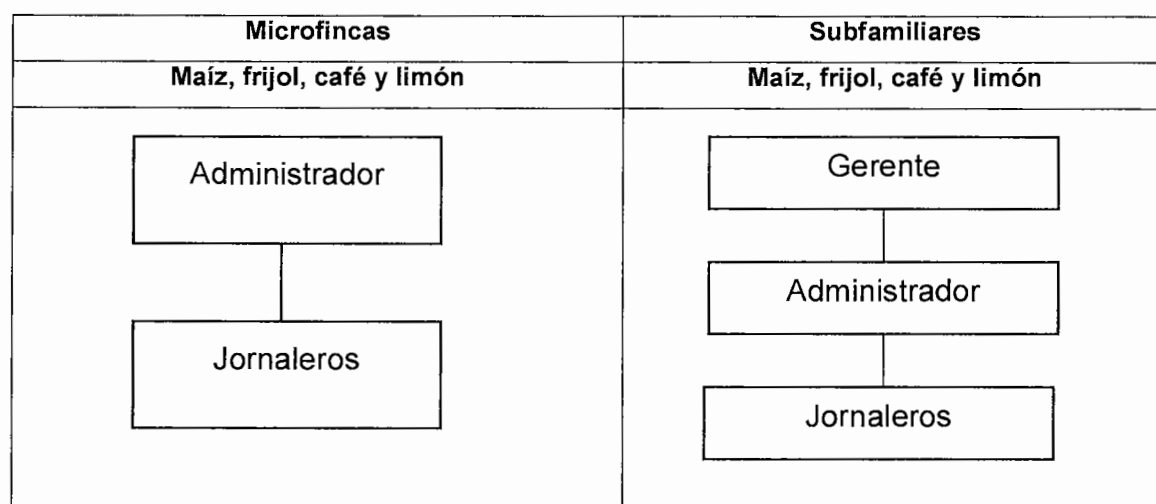 Microfincas
Subfamiliares
Maíz, frijol, café y limón
Maíz, frijol, café y limón
Administrador
Jornaleros
Gerente
Administrador
Jornaleros